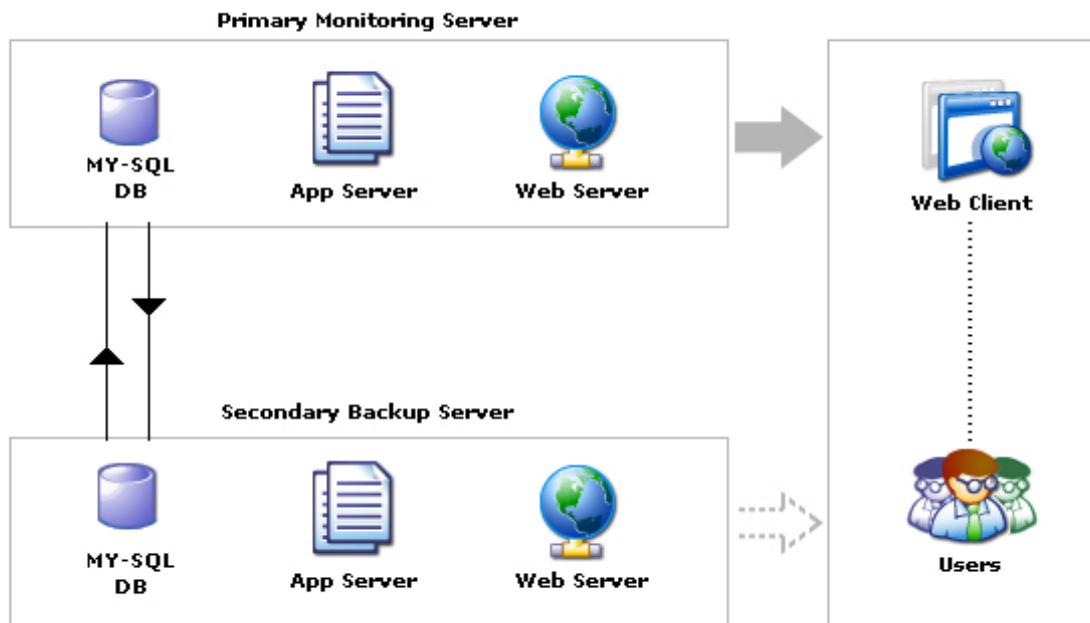 Primary Monitoring Server
MY-SQL
DB
App Server
Web Server
Web Client
Secondary Backup Server
MY-SQL
DB
App Server
Web Server
Users